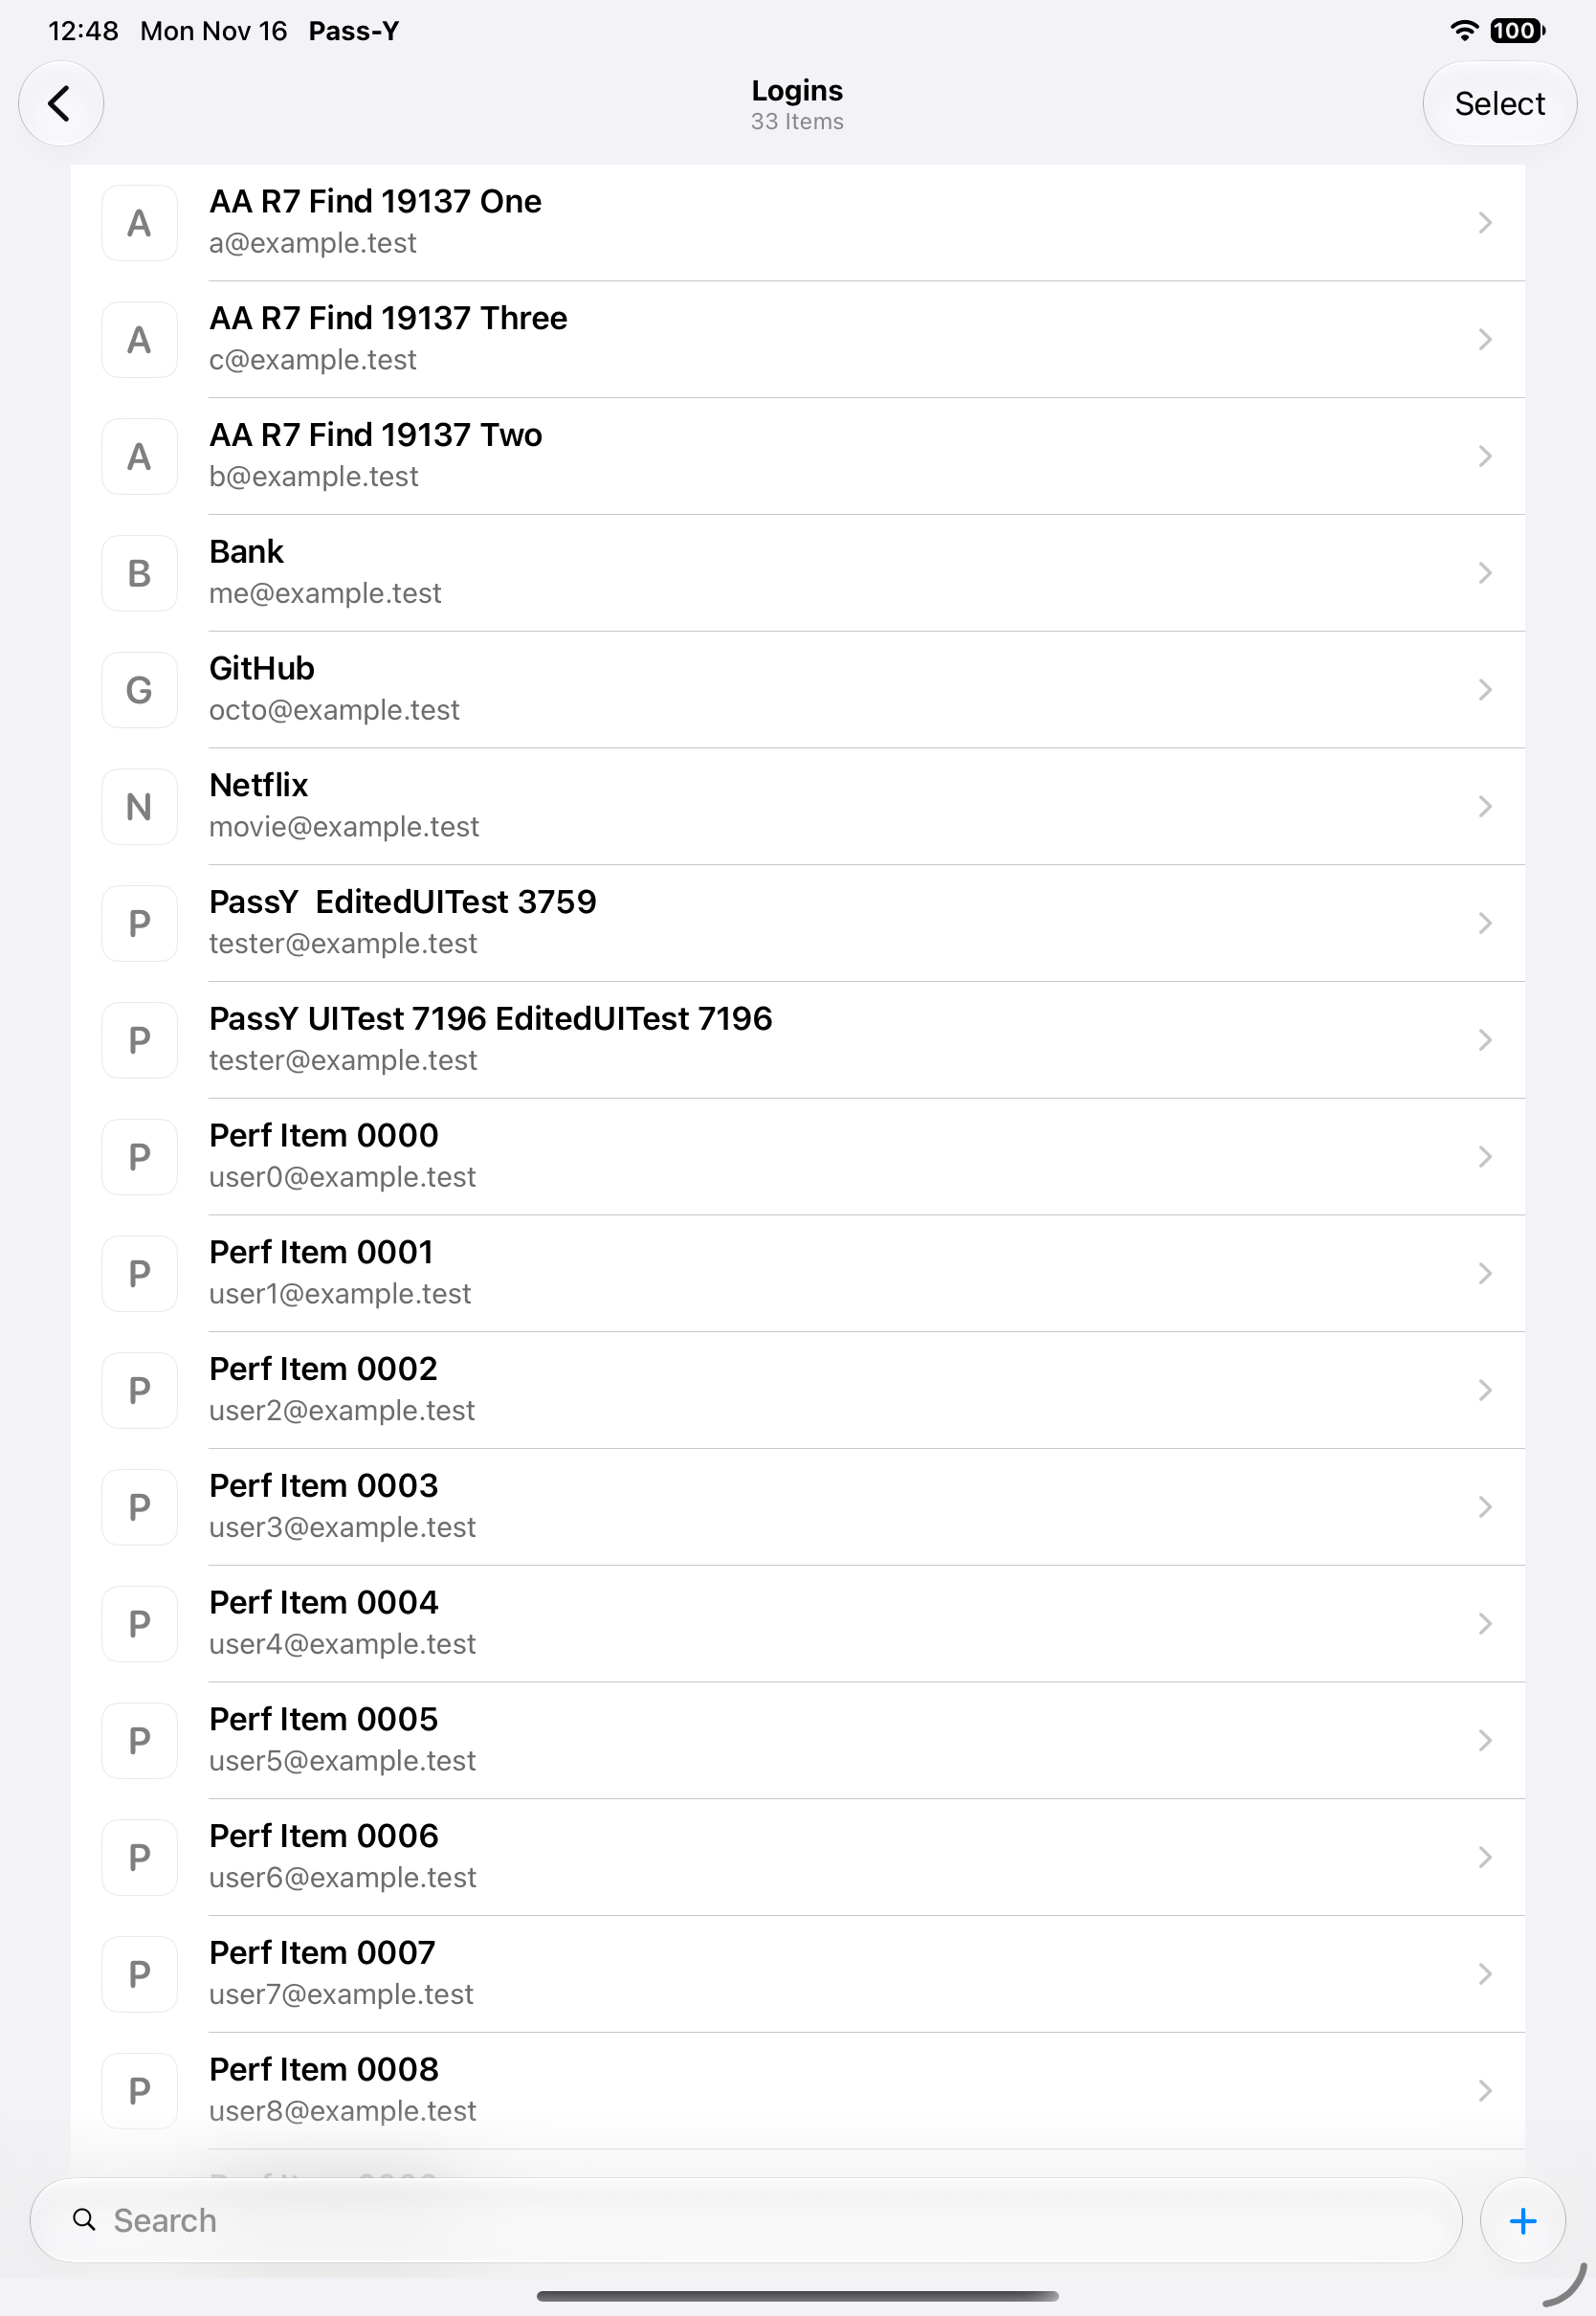 12:48 Mon Nov 16 Pass-Y
100
Logins
33 Items
Select
A
AA R7 Find 19137 One
a@example.test
A
AA R7 Find 19137 Three
c@example.test
A
AA R7 Find 19137 Two
b@example.test
B
Bank
me@example.test
G
GitHub
octo@example.test
N
Netflix
movie@example.test
P
PassY  EditedUITest 3759
tester@example.test
P
PassY UITest 7196 EditedUITest 7196
tester@example.test
P
Perf Item 0000
user0@example.test
P
Perf Item 0001
user1@example.test
P
Perf Item 0002
user2@example.test
P
Perf Item 0003
user3@example.test
P
Perf Item 0004
user4@example.test
P
Perf Item 0005
user5@example.test
P
Perf Item 0006
user6@example.test
P
Perf Item 0007
user7@example.test
P
Perf Item 0008
user8@example.test
Search